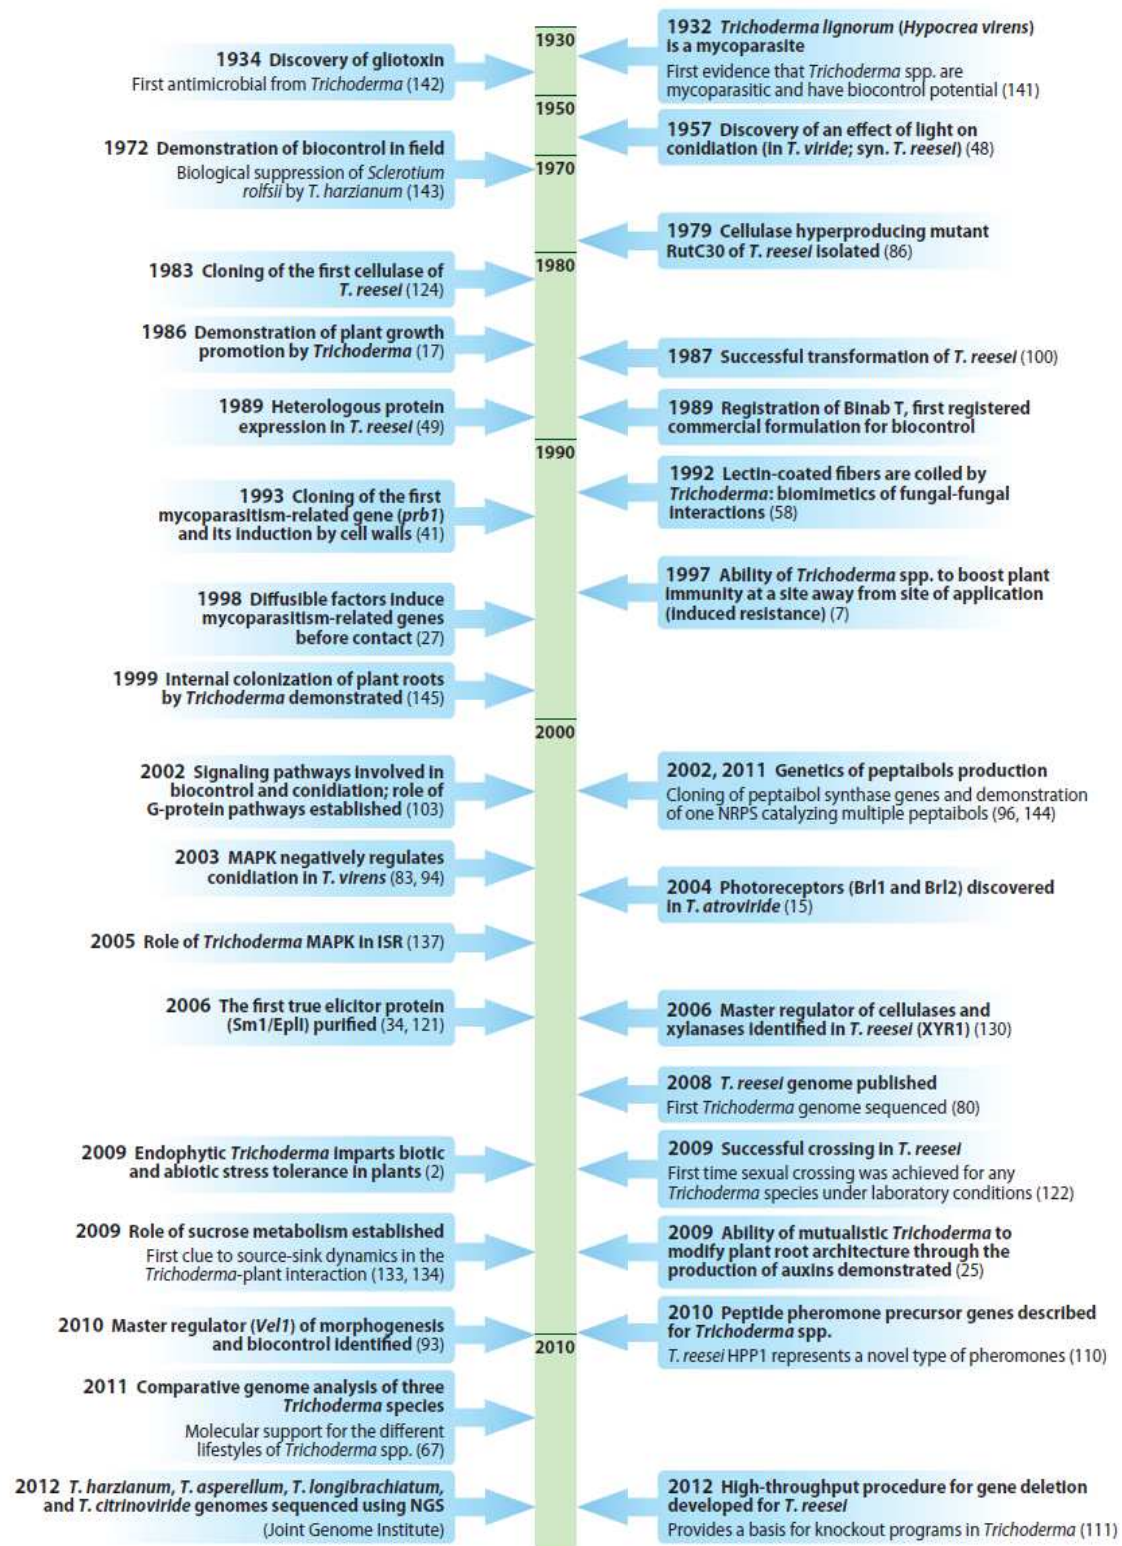 1930
1932 Trichoderma lignorum (Hypocrea virens)
is a mycoparasite
First evidence that Trichoderma spp. are
mycoparasitic and have biocontrol potential (141)
1934 Discovery of gliotoxin
First antimicrobial from Trichoderma (142)
1950
1957 Discovery of an effect of light on
conidiation (in T. viride; syn. T. reesei) (48)
1972 Demonstration of biocontrol in field
Biological suppression of Sclerotium
rolfsii by T. harzianum (143)
1970
1979 Cellulase hyperproducing mutant
RutC30 of T. reesei isolated (86)
1980
1983 Cloning of the first cellulase of
T. reesei (124)
1986 Demonstration of plant growth
promotion by Trichoderma (17)
1987 Successful transformation of T. reesei (100)
1989 Heterologous protein
expression in T. reesei (49)
1989 Registration of Binab T, first registered
commercial formulation for biocontrol
1990
1992 Lectin-coated fibers are coiled by
Trichoderma: biomimetics of fungal-fungal
interactions (58)
1993 Cloning of the first
mycoparasitism-related gene (prb1)
and its induction by cell walls (41)
1997 Ability of Trichoderma spp. to boost plant
immunity at a site away from site of application
(induced resistance) (7)
1998 Diffusible factors induce
mycoparasitism-related genes
before contact (27)
1999 Internal colonization of plant roots
by Trichoderma demonstrated (145)
2000
2002 Signaling pathways involved in
biocontrol and conidiation; role of
G-protein pathways established (103)
2002, 2011 Genetics of peptaibols production
Cloning of peptaibol synthase genes and demonstration
of one NRPS catalyzing multiple peptaibols (96, 144)
2003 MAPK negatively regulates
conidiation in T. virens (83, 94)
2004 Photoreceptors (Brl1 and Brl2) discovered
in T. atroviride (15)
2005 Role of Trichoderma MAPK in ISR (137)
2006 The first true elicitor protein
(Sm1/Epli) purified (34, 121)
2006 Master regulator of cellulases and
xylanases identified in T. reesei (XYR1) (130)
2008 T. reesei genome published
First Trichoderma genome sequenced (80)
2009 Endophytic Trichoderma imparts biotic
and abiotic stress tolerance in plants (2)
2009 Successful crossing in T. reesei
First time sexual crossing was achieved for any
Trichoderma species under laboratory conditions (122)
2009 Role of sucrose metabolism established
First clue to source-sink dynamics in the
Trichoderma-plant interaction (133, 134)
2009 Ability of mutualistic Trichoderma to
modify plant root architecture through the
production of auxins demonstrated (25)
2010 Master regulator (Vel1) of morphogenesis
and biocontrol identified (93)
2010 Peptide pheromone precursor genes described
for Trichoderma spp.
T. reesei HPP1 represents a novel type of pheromones (110)
2010
2011 Comparative genome analysis of three
Trichoderma species
Molecular support for the different
lifestyles of Trichoderma spp. (67)
2012 T. harzianum, T. asperellum, T. longibrachiatum,
and T. citrinoviride genomes sequenced using NGS
(Joint Genome Institute)
2012 High-throughput procedure for gene deletion
developed for T. reesei
Provides a basis for knockout programs in Trichoderma (111)